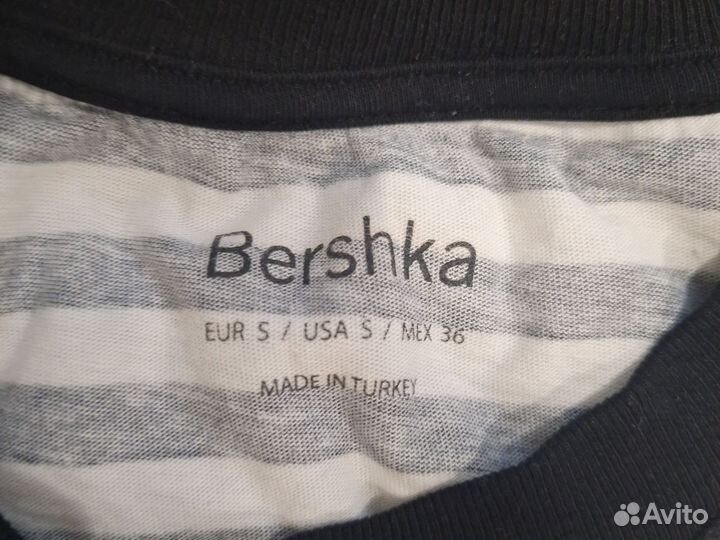 Bershka
EUR S / USA S / MEX 36
MADE IN TURKEY
Avito